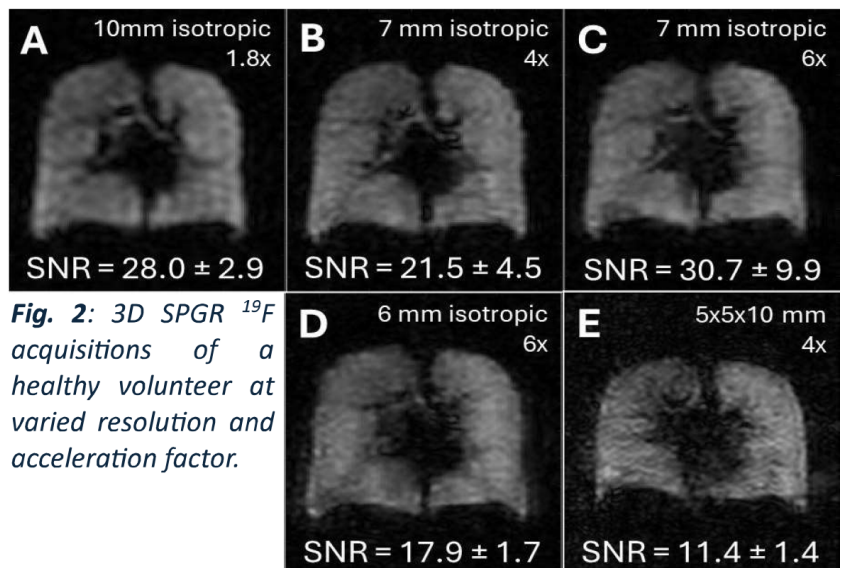 A
10mm isotropic
1.8x
SNR = 28.0 ± 2.9
B
7 mm isotropic
4x
SNR = 21.5 ± 4.5
C
7 mm isotropic
6x
SNR = 30.7 ± 9.9
Fig. 2: 3D SPGR ¹⁹F
acquisitions of a
healthy volunteer at
varied resolution and
acceleration factor.
D
6 mm isotropic
6x
SNR = 17.9 ± 1.7
E
5x5x10 mm
4x
SNR = 11.4 ± 1.4